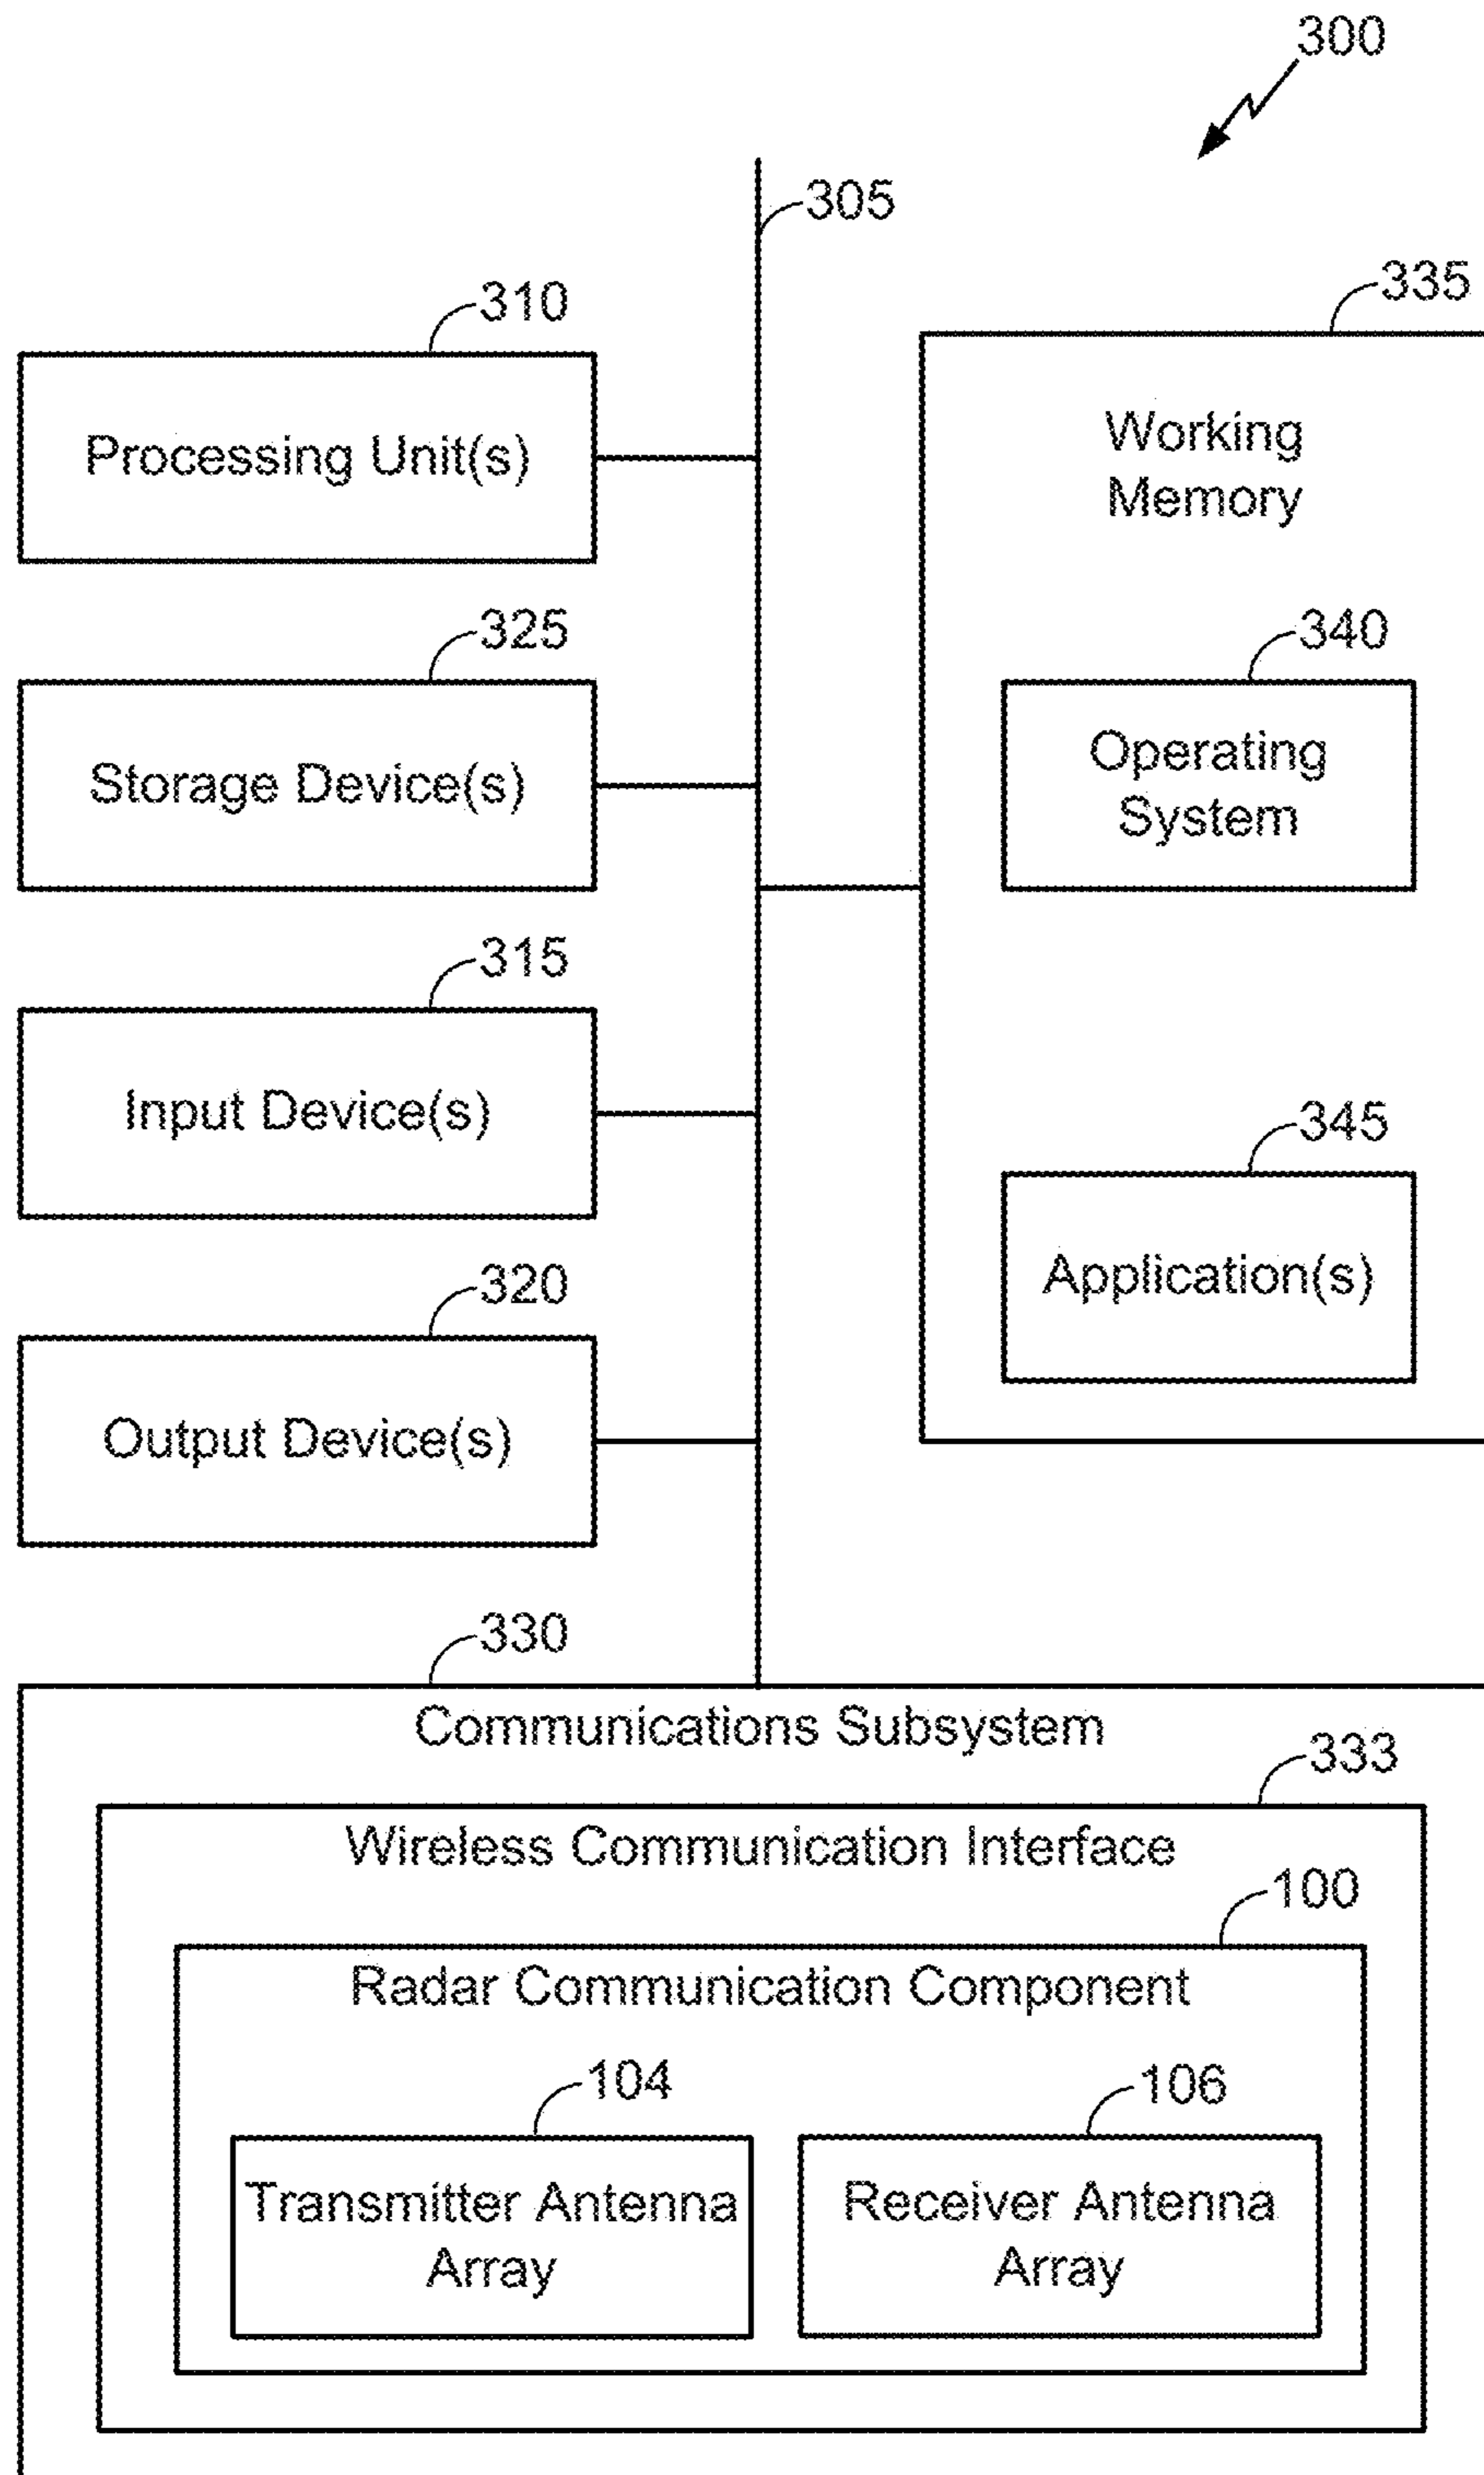 300
305
310
Processing Unit(s)
335
Working
Memory
325
Storage Device(s)
340
Operating
System
315
Input Device(s)
345
Application(s)
320
Output Device(s)
330
Communications Subsystem
333
Wireless Communication Interface
100
Radar Communication Component
104
Transmitter Antenna
Array
106
Receiver Antenna
Array